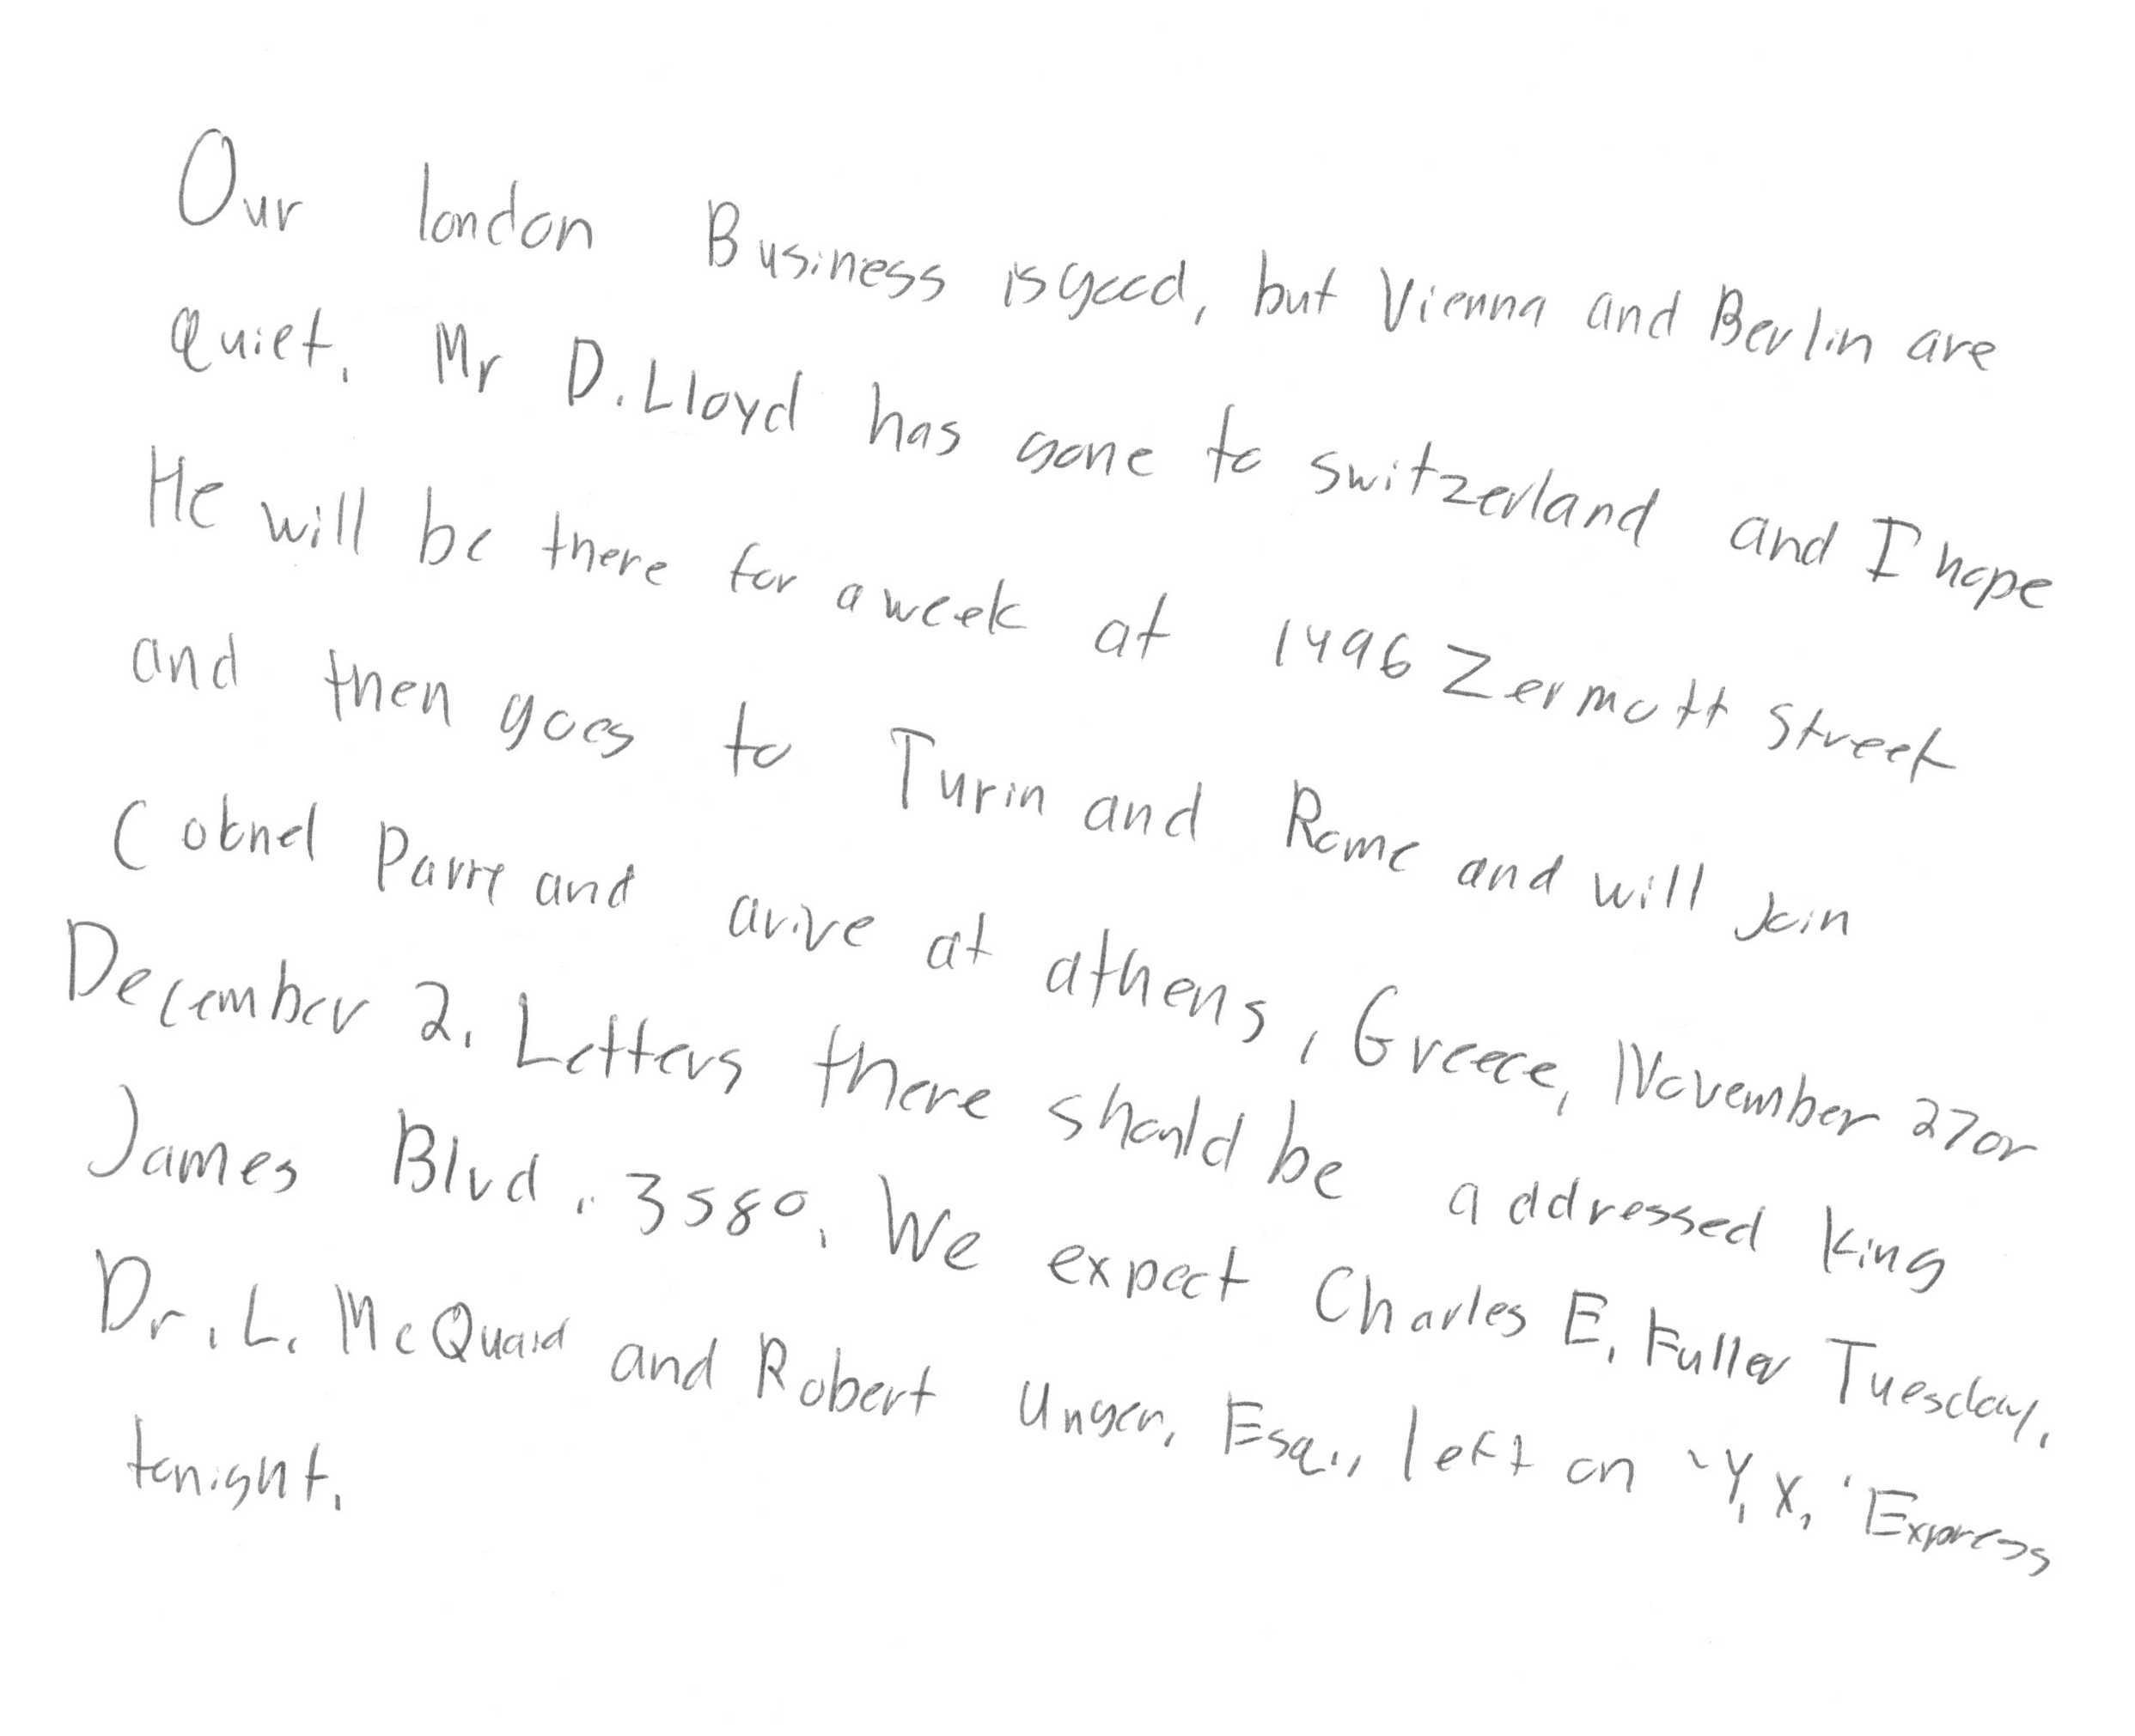 Our london Business is good, but Vienna and Berlin are
quiet. Mr D. Lloyd has gone to switzerland and I hope
He will be there for a week at 1496 Zermott street
and then goes to Turin and Rome and will join
Colonel Parry and arive at athens, Greece, November 27 or
December 2. Letters there should be addressed King
James Blvd. 3580. We expect Charles E. Fuller Tuesday.
Dr. L. McQuaid and Robert Unger, Esq., left on 'Y.X.' Express
tonight.